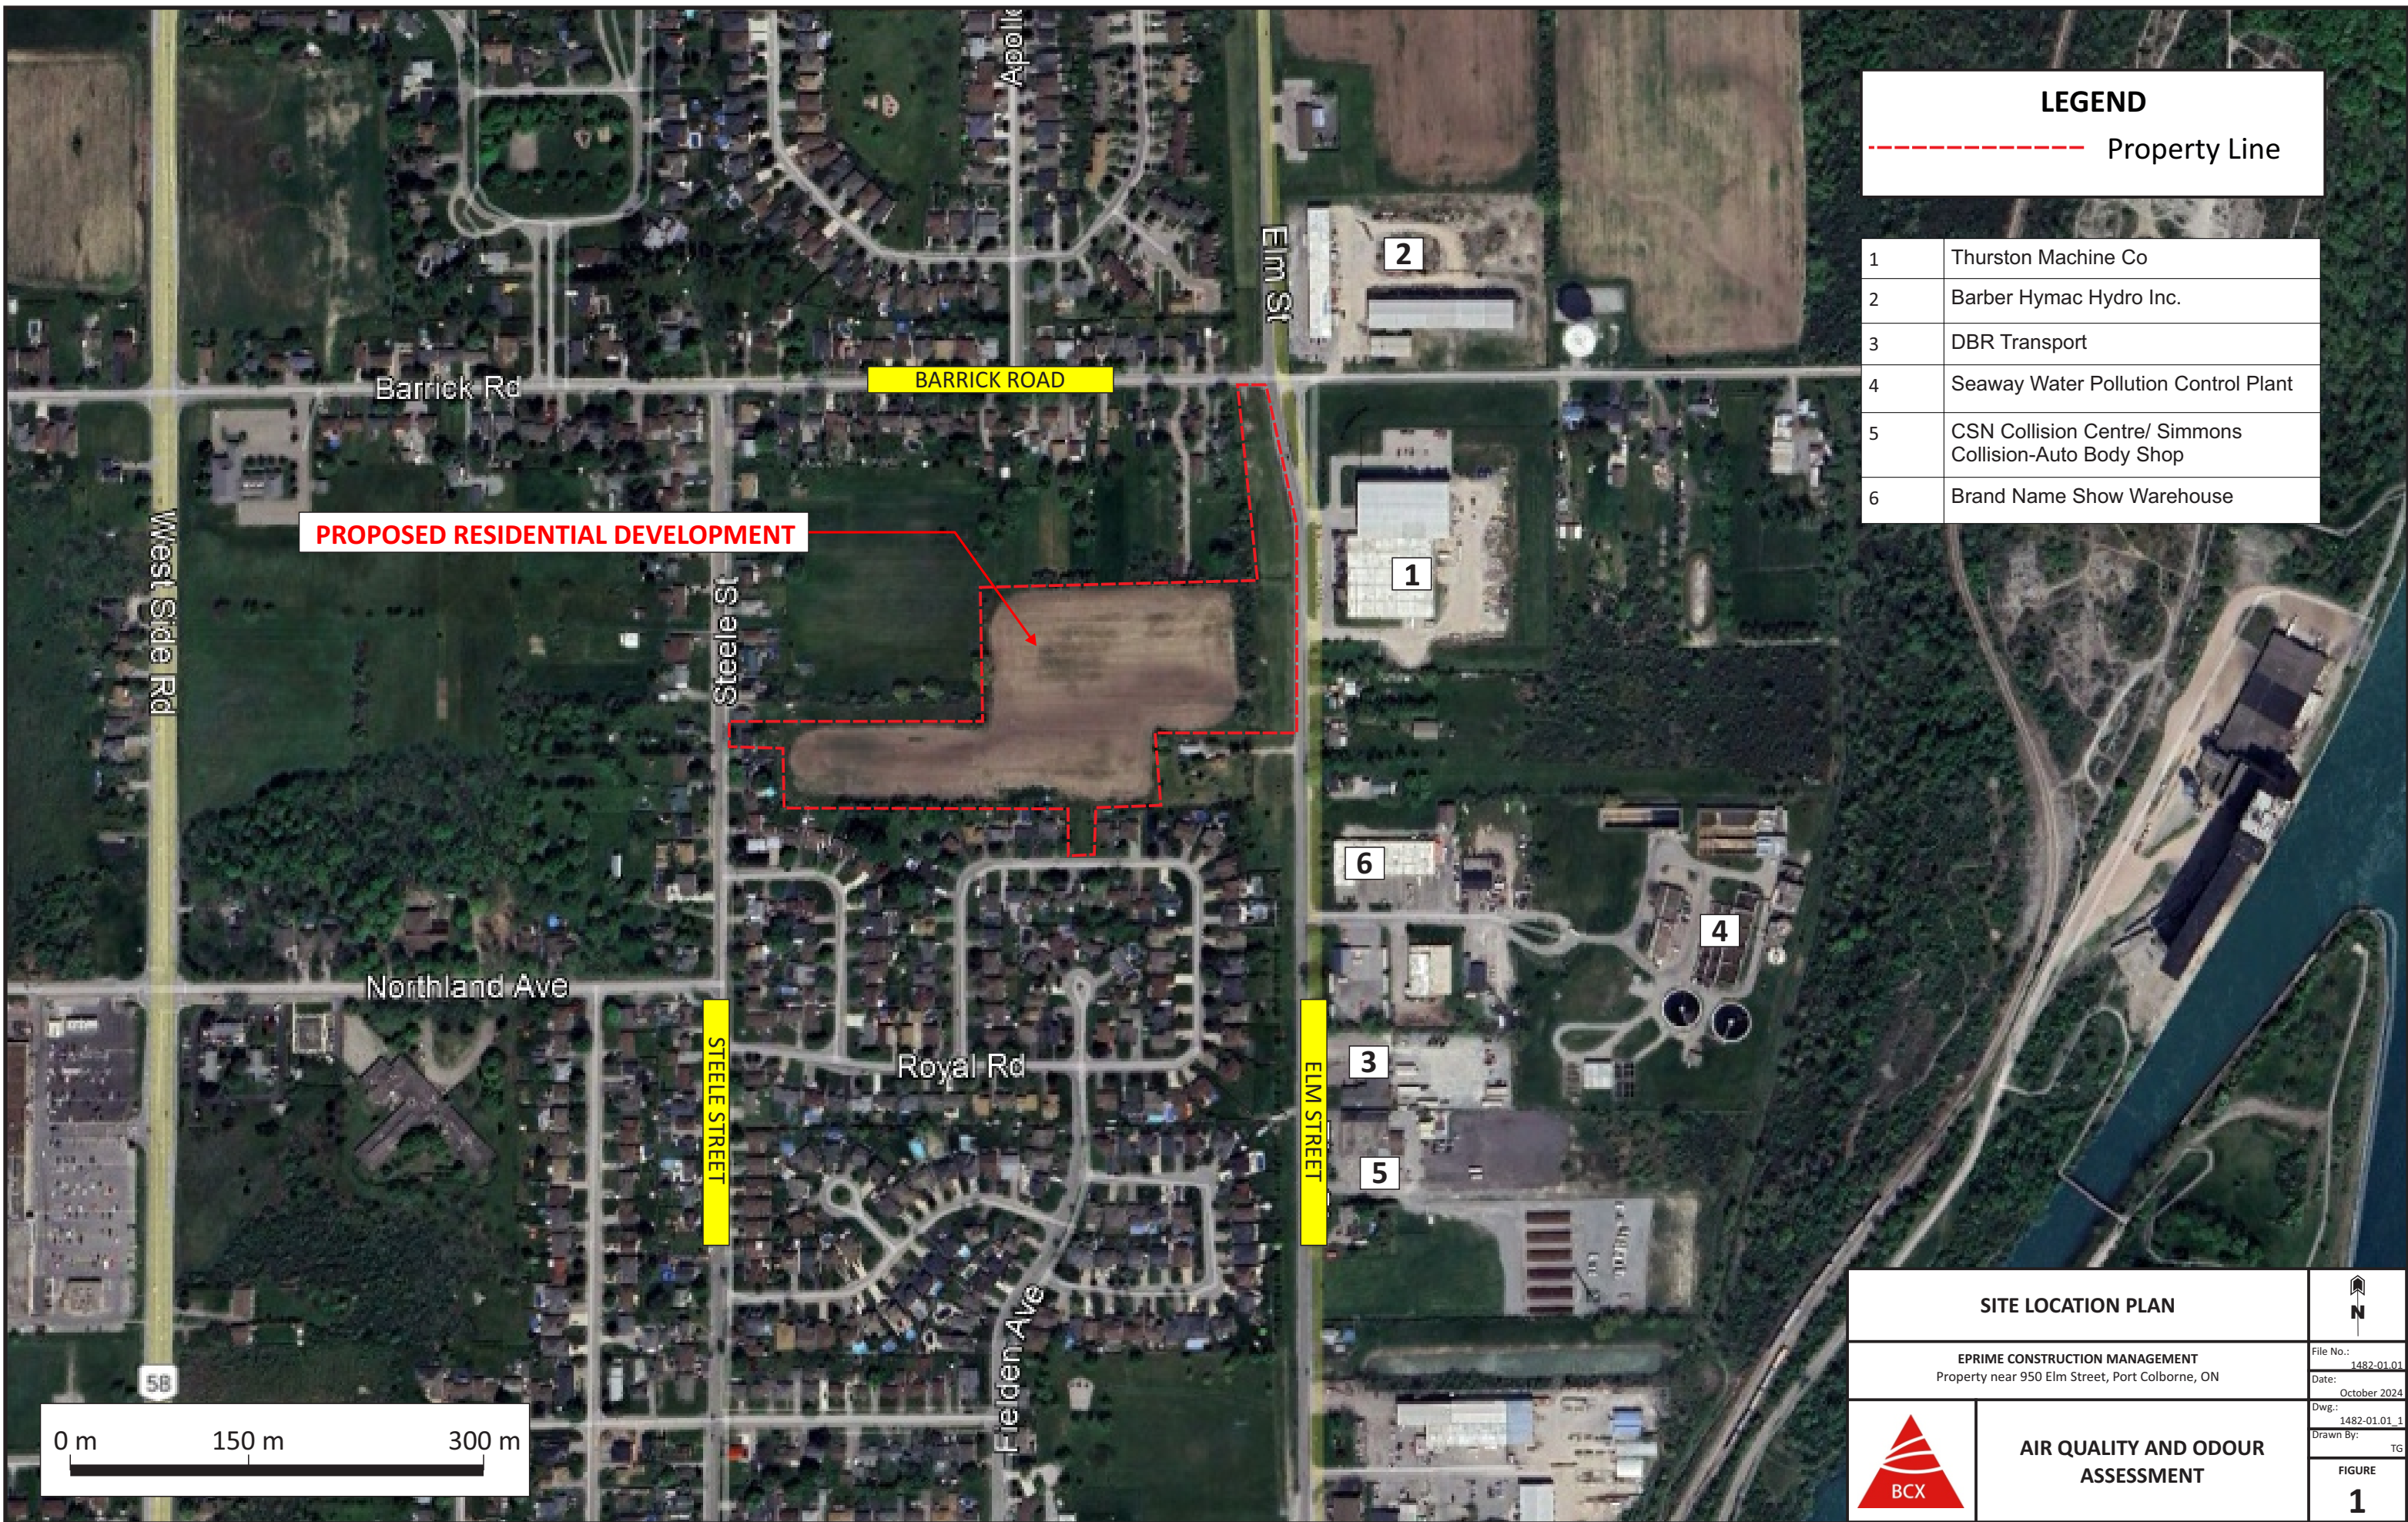 Apollo
LEGEND
Property Line
1 Thurston Machine Co
2 Barber Hymac Hydro Inc.
3 DBR Transport
4 Seaway Water Pollution Control Plant
5 CSN Collision Centre/ Simmons
Collision-Auto Body Shop
6 Brand Name Show Warehouse
Elm St
2
Barrick Rd
BARRICK ROAD
PROPOSED RESIDENTIAL DEVELOPMENT
West Side Rd
Steele St
1
6
4
Northland Ave
STEELE STREET
Royal Rd
ELM STREET
3
5
Fielden Ave
58
0 m 150 m 300 m
SITE LOCATION PLAN
N
EPRIME CONSTRUCTION MANAGEMENT
Property near 950 Elm Street, Port Colborne, ON
File No.:
1482-01.01
Date:
October 2024
Dwg.:
1482-01.01_1
Drawn By:
TG
BCX
AIR QUALITY AND ODOUR
ASSESSMENT
FIGURE
1